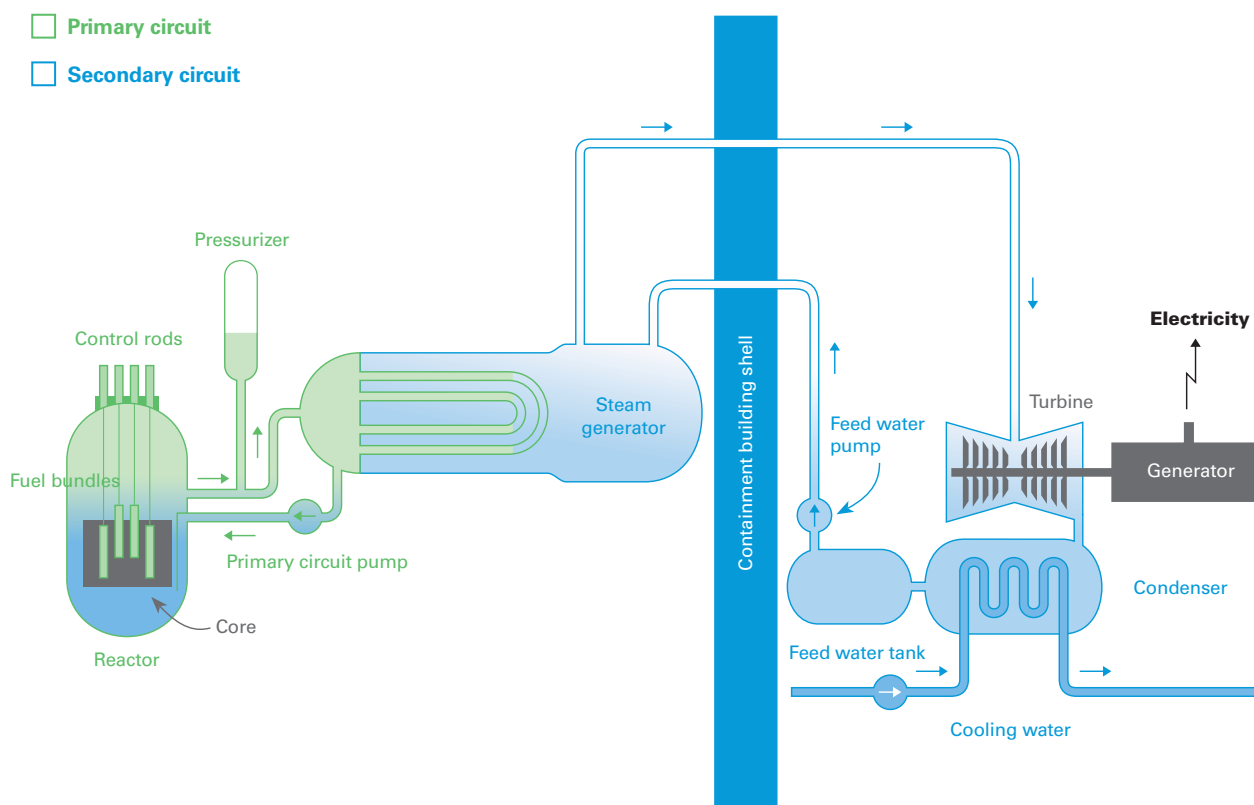 Primary circuit
Secondary circuit
Pressurizer
Control rods
Fuel bundles
Primary circuit pump
Core
Reactor
Steam
generator
Containment building shell
Feed water
pump
Electricity
Turbine
Generator
Condenser
Feed water tank
Cooling water